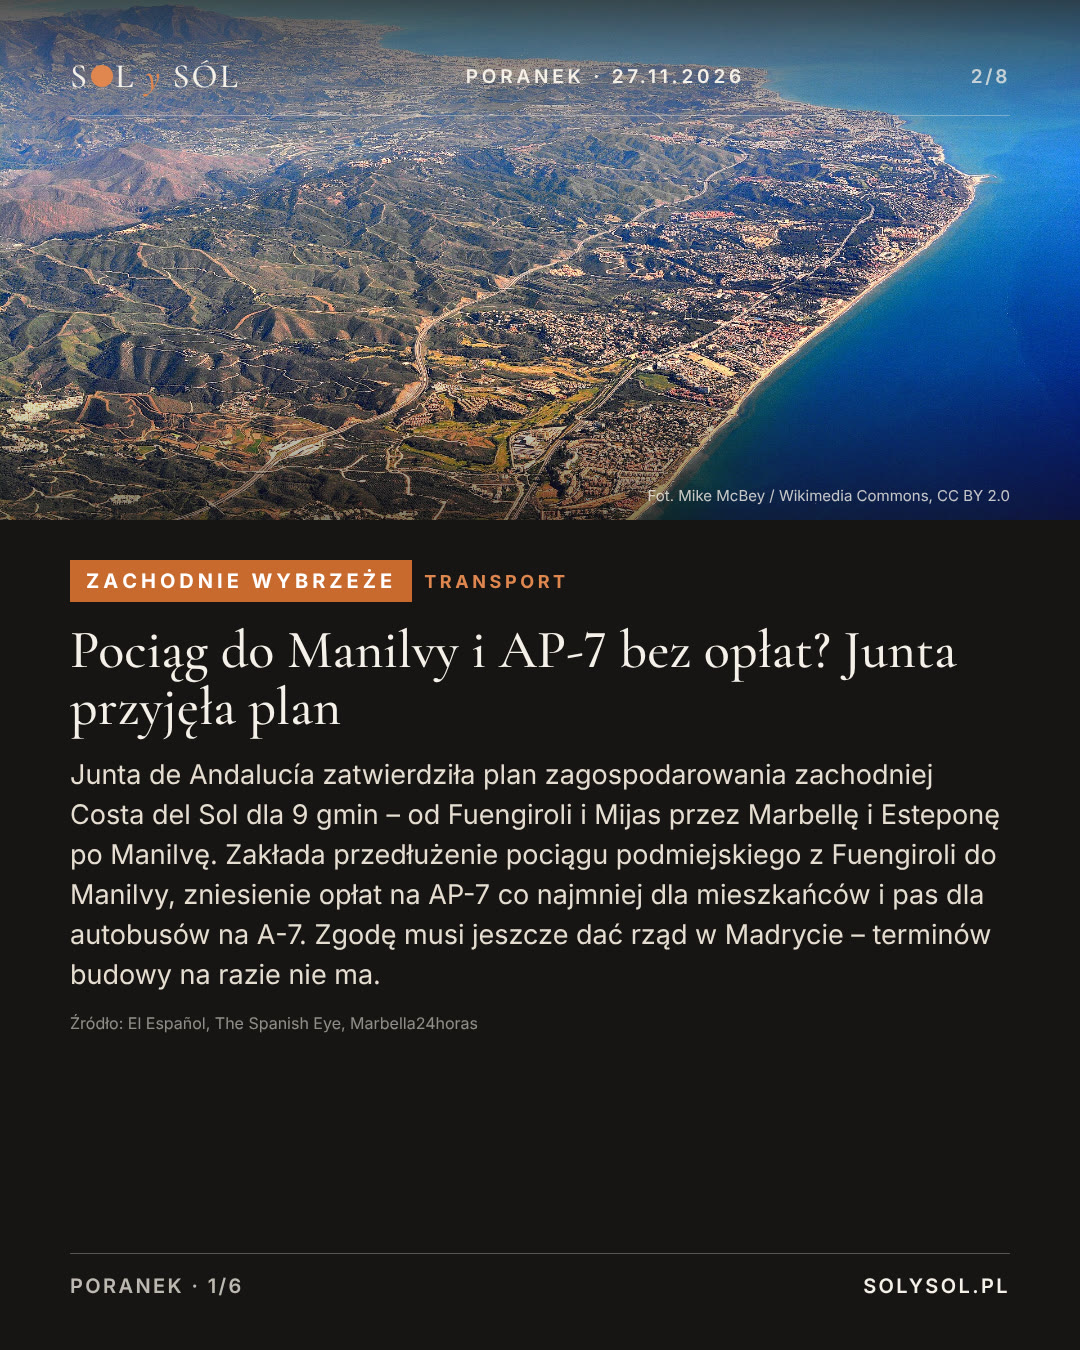 SOL y SÓL
PORANEK · 27.11.2026
2/8
Fot. Mike McBey / Wikimedia Commons, CC BY 2.0
ZACHODNIE WYBRZEŻE
TRANSPORT
Pociąg do Manilvy i AP-7 bez opłat? Junta
przyjęła plan
Junta de Andalucía zatwierdziła plan zagospodarowania zachodniej
Costa del Sol dla 9 gmin – od Fuengiroli i Mijas przez Marbellę i Esteponę
po Manilvę. Zakłada przedłużenie pociągu podmiejskiego z Fuengiroli do
Manilvy, zniesienie opłat na AP-7 co najmniej dla mieszkańców i pas dla
autobusów na A-7. Zgodę musi jeszcze dać rząd w Madrycie – terminów
budowy na razie nie ma.
Źródło: El Español, The Spanish Eye, Marbella24horas
PORANEK · 1/6
SOLYSOL.PL